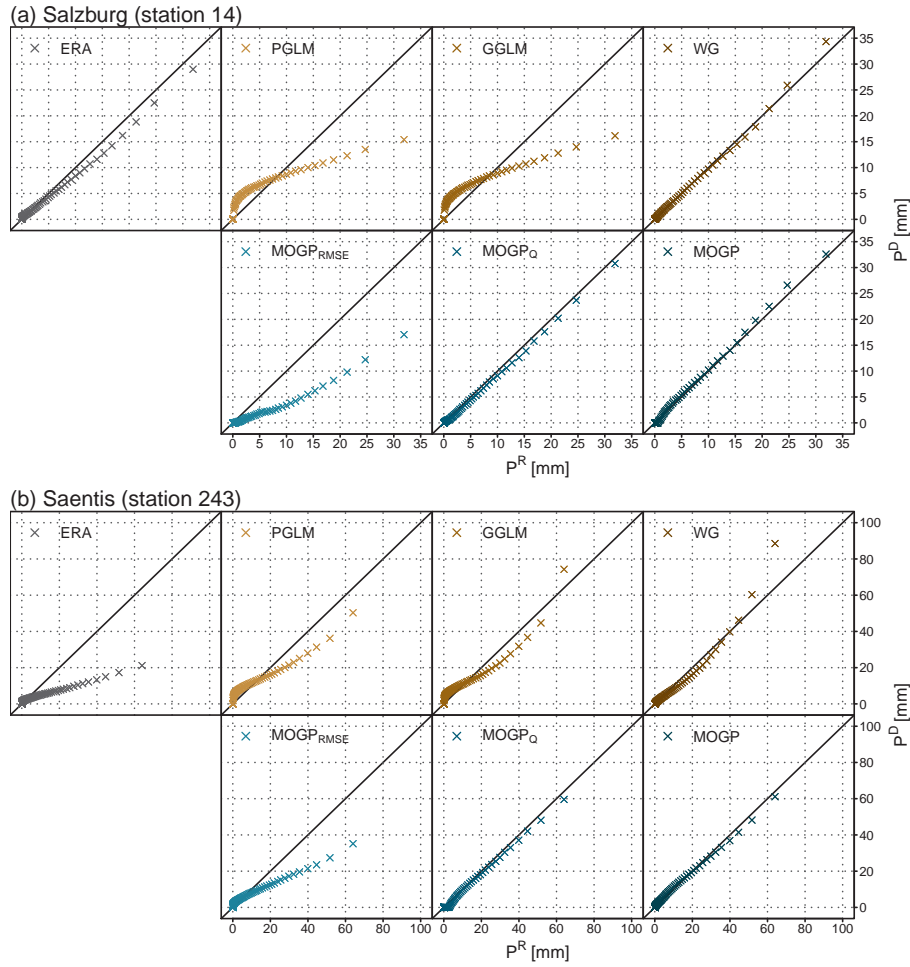 (a) Salzburg (station 14)
× ERA × PGLM × GGLM × WG
35
30
25
20
15
10
5
0
× MOGP_RMSE × MOGP_Q × MOGP
35
30
25
20
15
10
5
0
P^D [mm]
0 5 10 15 20 25 30 35 0 5 10 15 20 25 30 35 0 5 10 15 20 25 30 35
P^R [mm]
(b) Saentis (station 243)
× ERA × PGLM × GGLM × WG
100
80
60
40
20
0
× MOGP_RMSE × MOGP_Q × MOGP
100
80
60
40
20
0
P^D [mm]
0 20 40 60 80 100 0 20 40 60 80 100 0 20 40 60 80 100
P^R [mm]